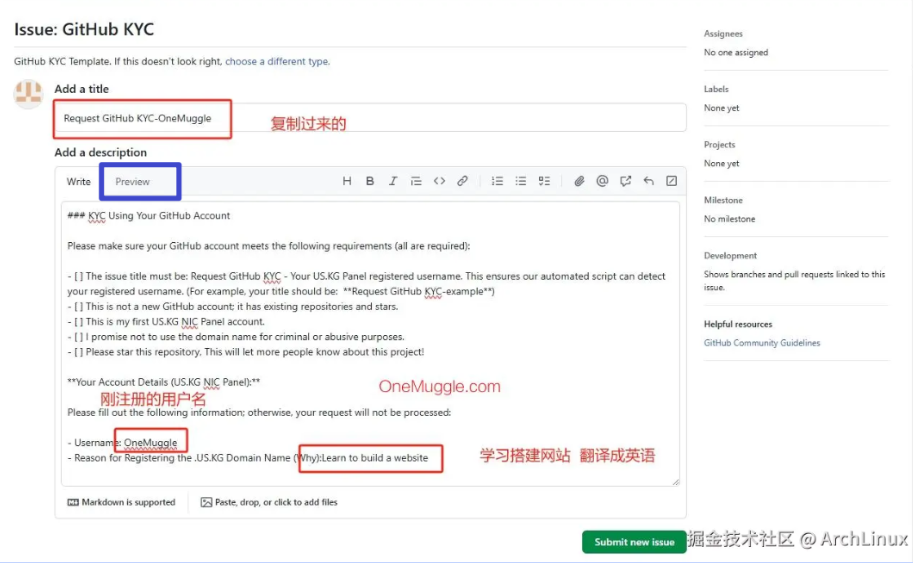 Issue: GitHub KYC
GitHub KYC Template. If this doesn't look right, choose a different type.
Add a title
Request GitHub KYC-OneMuggle
复制过来的
Add a description
Write Preview
### KYC Using Your GitHub Account
Please make sure your GitHub account meets the following requirements (all are required):
- [ ] The issue title must be: Request GitHub KYC - Your US.KG Panel registered username. This ensures our automated script can detect
your registered username. (For example, your title should be:  **Request GitHub KYC-example**)
- [ ] This is not a new GitHub account; it has existing repositories and stars.
- [ ] This is my first US.KG NIC Panel account.
- [ ] I promise not to use the domain name for criminal or abusive purposes.
- [ ] Please star this repository. This will let more people know about this project!
**Your Account Details (US.KG NIC Panel):**
OneMuggle.com
刚注册的用户名
Please fill out the following information; otherwise, your request will not be processed:
- Username: OneMuggle
- Reason for Registering the .US.KG Domain Name (Why):Learn to build a website
学习搭建网站 翻译成英语
Markdown is supported
Paste, drop, or click to add files
Submit new issue
Assignees
No one assigned
Labels
None yet
Projects
None yet
Milestone
No milestone
Development
Shows branches and pull requests linked to this
issue.
Helpful resources
GitHub Community Guidelines
掘金技术社区 @ ArchLinux